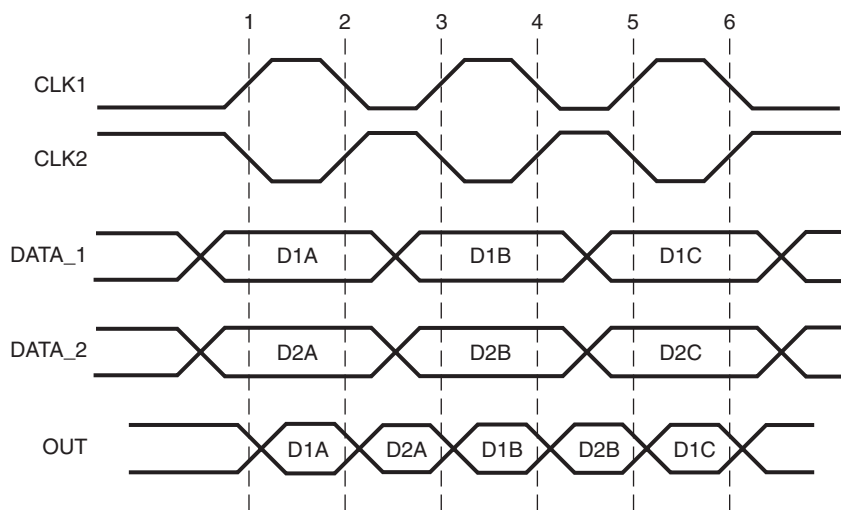 1 2 3 4 5 6
CLK1
CLK2
DATA_1 D1A D1B D1C
DATA_2 D2A D2B D2C
OUT D1A D2A D1B D2B D1C